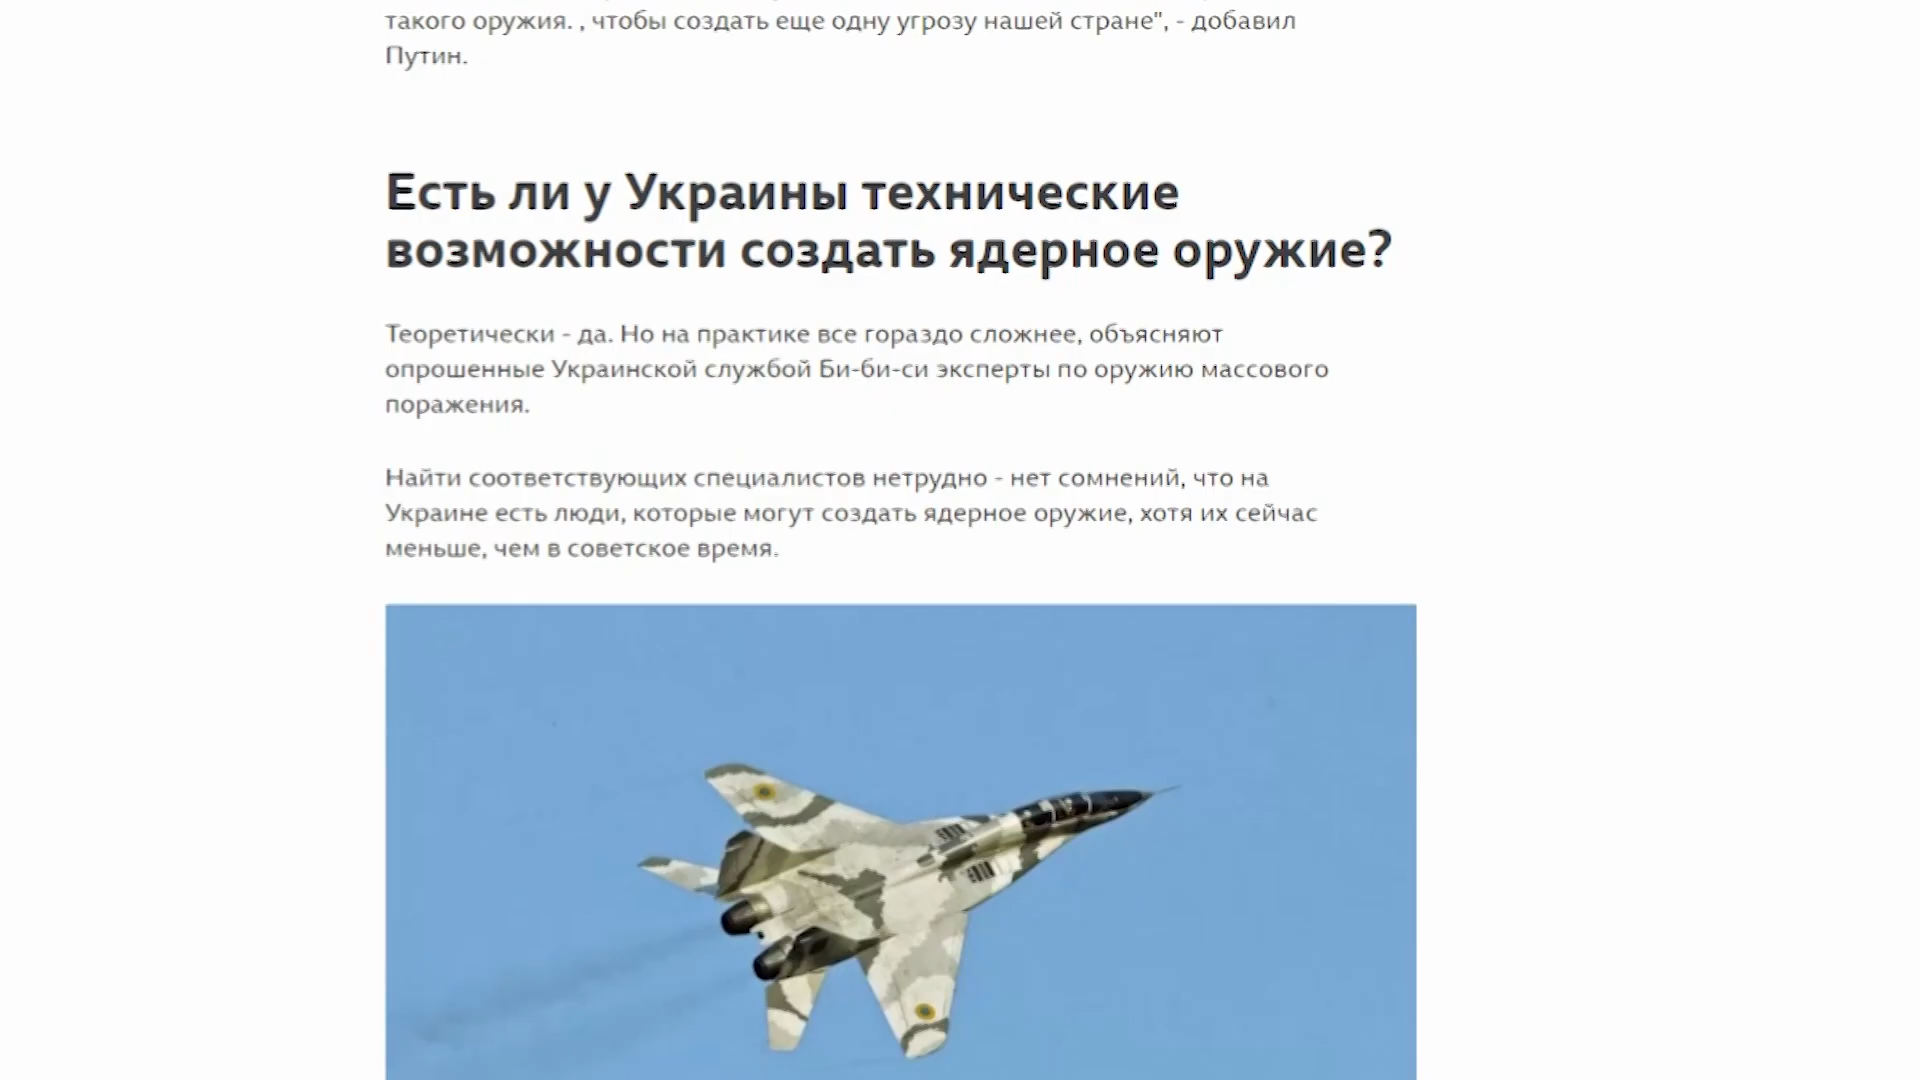 такого оружия. , чтобы создать еще одну угрозу нашей стране", - добавил
Путин.
Есть ли у Украины технические
возможности создать ядерное оружие?
Теоретически - да. Но на практике все гораздо сложнее, объясняют
опрошенные Украинской службой Би-би-си эксперты по оружию массового
поражения.
Найти соответствующих специалистов нетрудно - нет сомнений, что на
Украине есть люди, которые могут создать ядерное оружие, хотя их сейчас
меньше, чем в советское время.